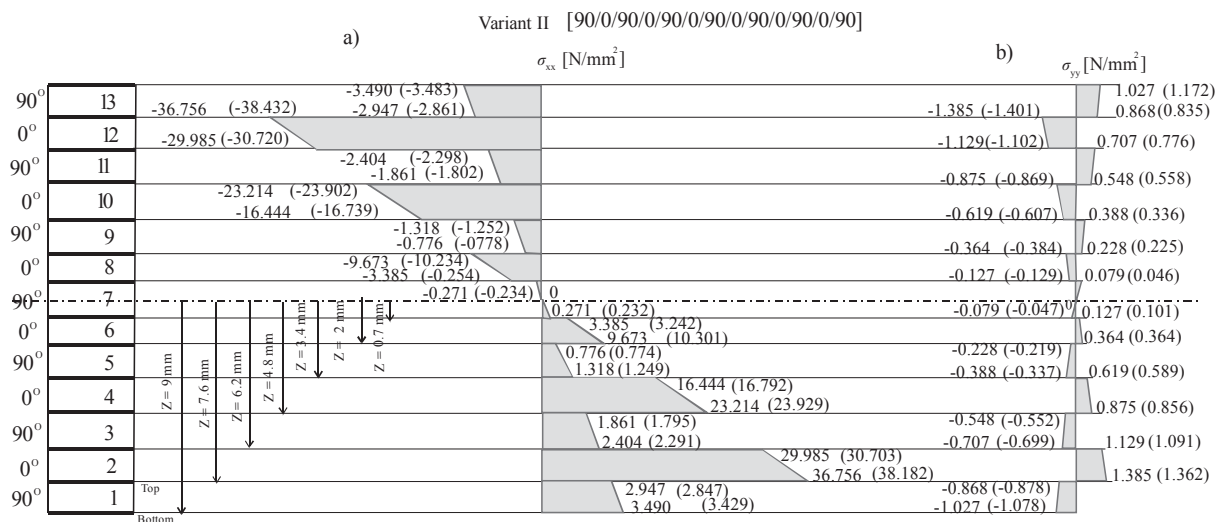 Variant II [90/0/90/0/90/0/90/0/90/0/90/0/90]
a)
b)
σxx [N/mm²]
σyy [N/mm²]
90° 13 -3.490 (-3.483) 1.027 (1.172)
-36.756 (-38.432) -2.947 (-2.861) -1.385 (-1.401) 0.868 (0.835)
0° 12 -29.985 (-30.720) -1.129 (-1.102) 0.707 (0.776)
90° 11 -2.404 (-2.298)
-1.861 (-1.802) -0.875 (-0.869) 0.548 (0.558)
0° 10 -23.214 (-23.902)
-16.444 (-16.739) -0.619 (-0.607) 0.388 (0.336)
90° 9 -1.318 (-1.252)
-0.776 (-0778) -0.364 (-0.384) 0.228 (0.225)
0° 8 -9.673 (-10.234)
-3.385 (-0.254) -0.127 (-0.129) 0.079 (0.046)
90° 7 -0.271 (-0.234) 0
0.271 (0.232) -0.079 (-0.047) 0 0.127 (0.101)
0° 6 3.385 (3.242)
9.673 (10.301) 0.364 (0.364)
90° 5 0.776 (0.774) -0.228 (-0.219)
1.318 (1.249) -0.388 (-0.337) 0.619 (0.589)
0° 4 16.444 (16.792)
23.214 (23.929) 0.875 (0.856)
90° 3 1.861 (1.795) -0.548 (-0.552)
2.404 (2.291) -0.707 (-0.699) 1.129 (1.091)
0° 2 29.985 (30.703)
36.756 (38.182) 1.385 (1.362)
90° 1 Top 2.947 (2.847) -0.868 (-0.878)
3.490 (3.429) -1.027 (-1.078)
Bottom
Z = 9 mm
Z = 7.6 mm
Z = 6.2 mm
Z = 4.8 mm
Z = 3.4 mm
Z = 2 mm
Z = 0.7 mm